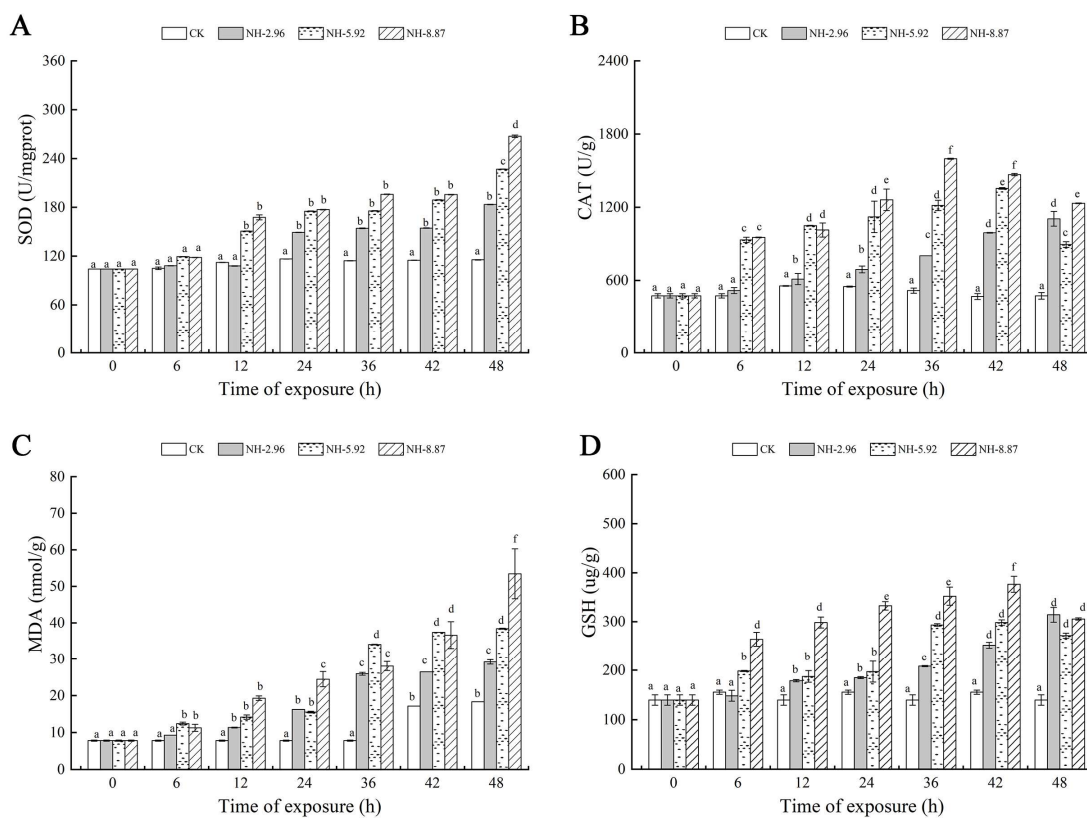 A
CK NH-2.96 NH-5.92 NH-8.87
SOD (U/mgprot)
360
300
240
180
120
60
0
a a a a
a a a a
a a b b
a b b b
a b b b
a b b b
a b c d
0 6 12 24 36 42 48
Time of exposure (h)
B
CK NH-2.96 NH-5.92 NH-8.87
CAT (U/g)
2400
1800
1200
600
0
a a a a
a a c c
a b d d
a b d e
a c e f
a d e f
a d c e
0 6 12 24 36 42 48
Time of exposure (h)
C
CK NH-2.96 NH-5.92 NH-8.87
MDA (nmol/g)
80
70
60
50
40
30
20
10
0
a a a a
a a b b
a a b b
a b b c
a c d c
b c d d
b c d f
0 6 12 24 36 42 48
Time of exposure (h)
D
CK NH-2.96 NH-5.92 NH-8.87
GSH (ug/g)
600
500
400
300
200
100
0
a a a a
a a b d
a b b d
a b b e
a c d e
a d d f
a d d d
0 6 12 24 36 42 48
Time of exposure (h)